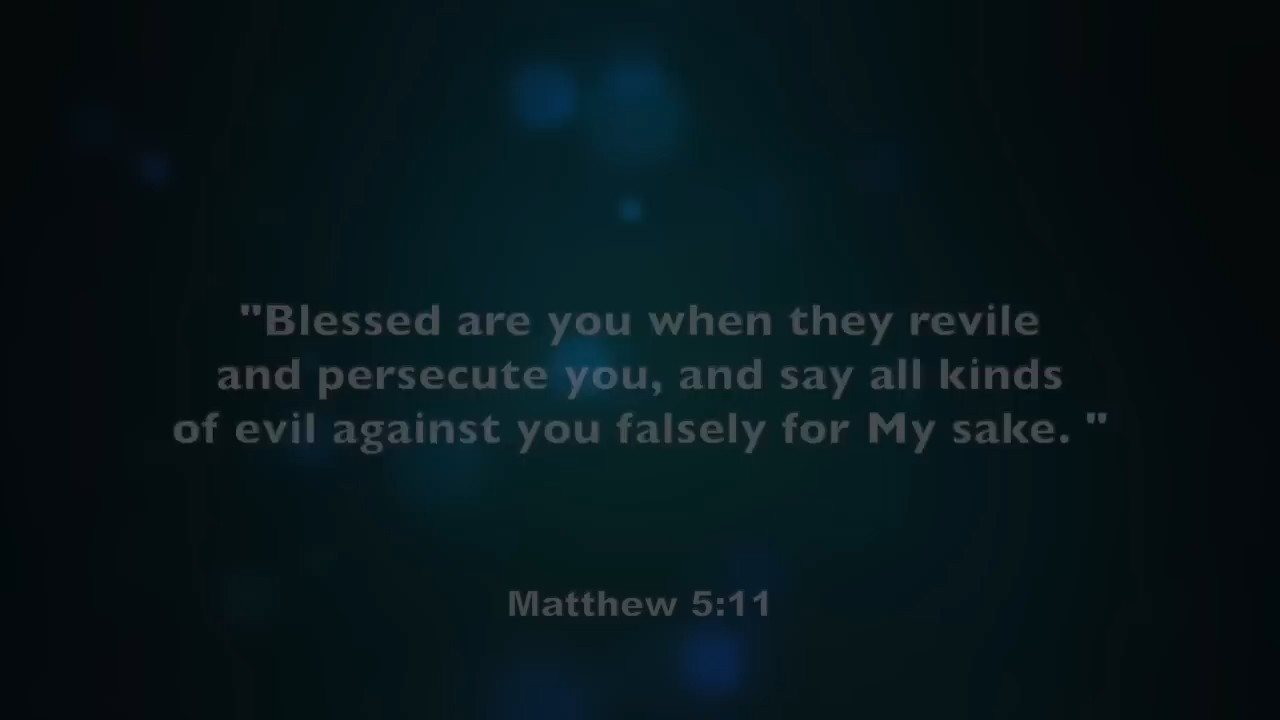 "Blessed are you when they revile
and persecute you, and say all kinds
of evil against you falsely for My sake. "
Matthew 5:11